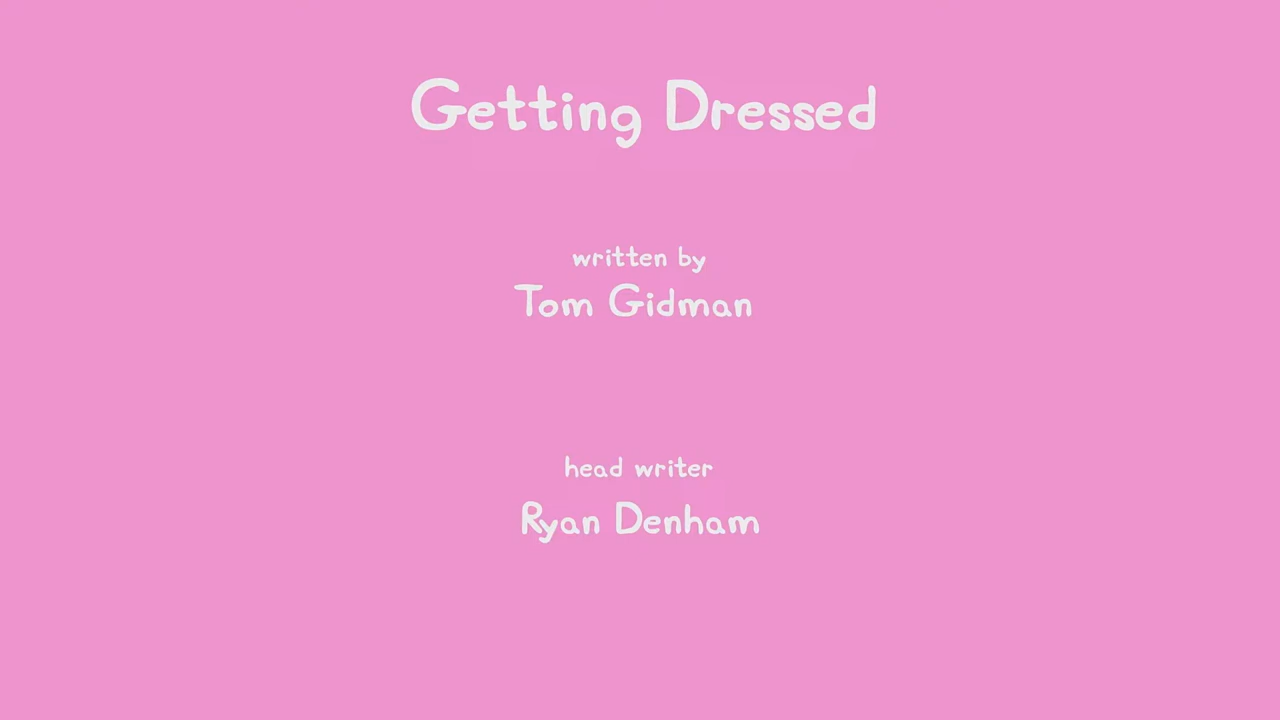 Getting Dressed
written by
Tom Gidman
head writer
Ryan Denham